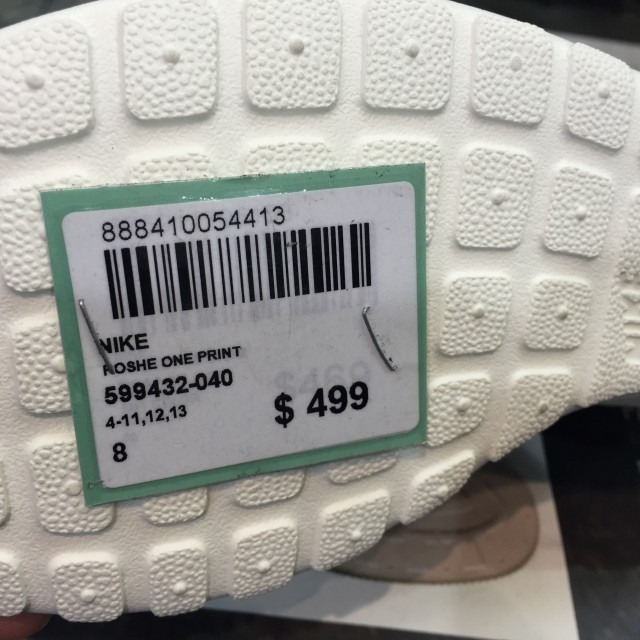 888410054413
NIKE
ROSHE ONE PRINT
599432-040
4-11,12,13
$ 499
8